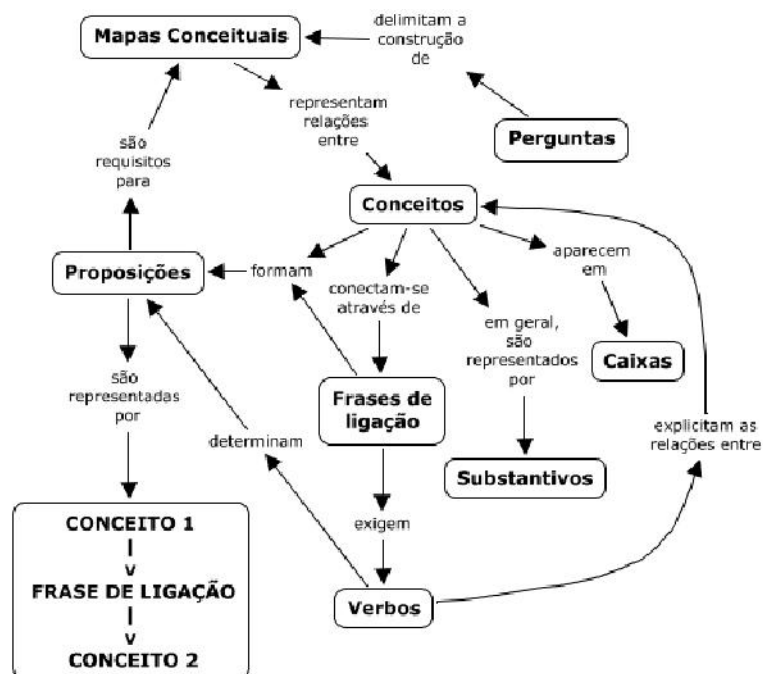 delimitam a
construção
de
Mapas Conceituais
representam
relações
entre
Perguntas
são
requisitos
para
Conceitos
Proposições
formam
conectam-se
através de
aparecem
em
em geral,
são
representados
por
Caixas
são
representadas
por
Frases de
ligação
determinam
explicitam as
relações entre
Substantivos
exigem
CONCEITO 1
FRASE DE LIGAÇÃO
CONCEITO 2
Verbos